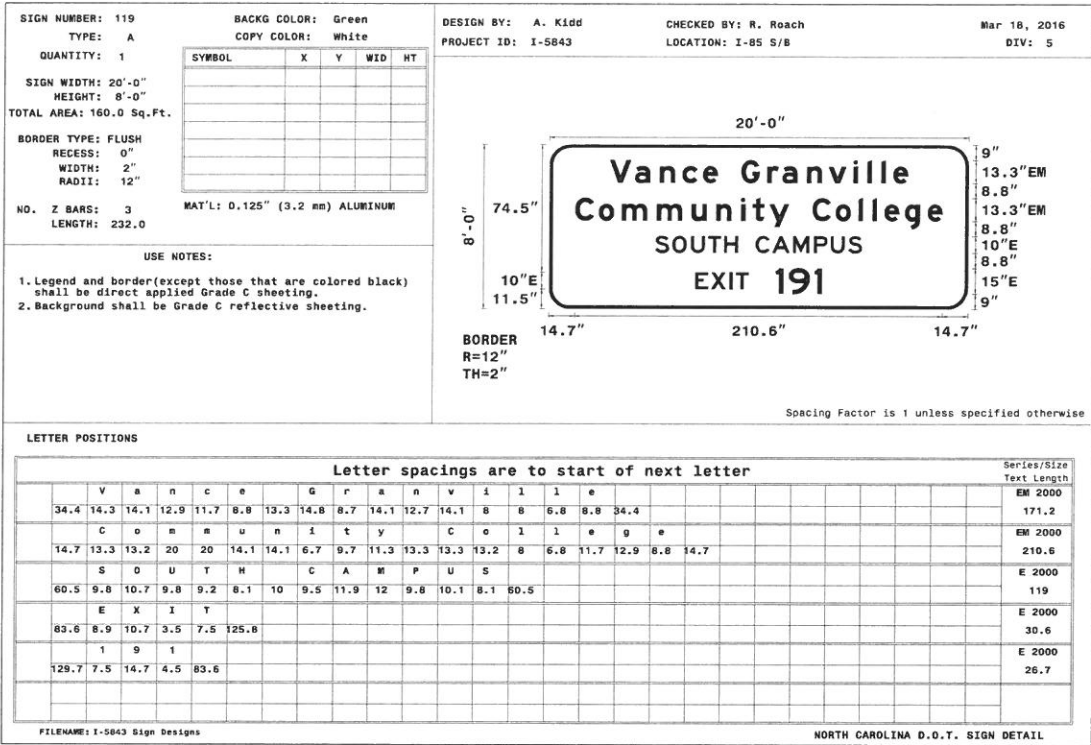 SIGN NUMBER: 119
TYPE: A
QUANTITY: 1
SIGN WIDTH: 20'-0"
HEIGHT: 8'-0"
TOTAL AREA: 160.0 Sq.Ft.
BORDER TYPE: FLUSH
RECESS: 0"
WIDTH: 2"
RADII: 12"
NO. Z BARS: 3
LENGTH: 232.0
BACKG COLOR: Green
COPY COLOR: White
SYMBOL X Y WID HT
MAT'L: 0.125" (3.2 mm) ALUMINUM
USE NOTES:
1. Legend and border(except those that are colored black)
shall be direct applied Grade C sheeting.
2. Background shall be Grade C reflective sheeting.
DESIGN BY: A. Kidd CHECKED BY: R. Roach Mar 18, 2016
PROJECT ID: I-5843 LOCATION: I-85 S/B DIV: 5
20'-0"
8'-0"
74.5"
10"E
11.5"
Vance Granville
Community College
SOUTH CAMPUS
EXIT 191
9"
13.3"EM
8.8"
13.3"EM
8.8"
10"E
8.8"
15"E
9"
14.7" 210.6" 14.7"
BORDER
R=12"
TH=2"
Spacing Factor is 1 unless specified otherwise
LETTER POSITIONS
Letter spacings are to start of next letter Series/Size
Text Length
V a n c e G r a n v i l l e EM 2000
34.4 14.3 14.1 12.9 11.7 8.8 13.3 14.8 8.7 14.1 12.7 14.1 8 8 6.8 8.8 34.4 171.2
C o m m u n i t y C o l l e g e EM 2000
14.7 13.3 13.2 20 20 14.1 14.1 6.7 9.7 11.3 13.3 13.3 13.2 8 6.8 11.7 12.9 8.8 14.7 210.6
S O U T H C A M P U S E 2000
60.5 9.8 10.7 9.8 9.2 8.1 10 9.5 11.9 12 9.8 10.1 8.1 60.5 119
E X I T E 2000
83.6 8.9 10.7 3.5 7.5 125.8 30.6
1 9 1 E 2000
129.7 7.5 14.7 4.5 83.6 26.7
FILENAME: I-5843 Sign Designs NORTH CAROLINA D.O.T. SIGN DETAIL